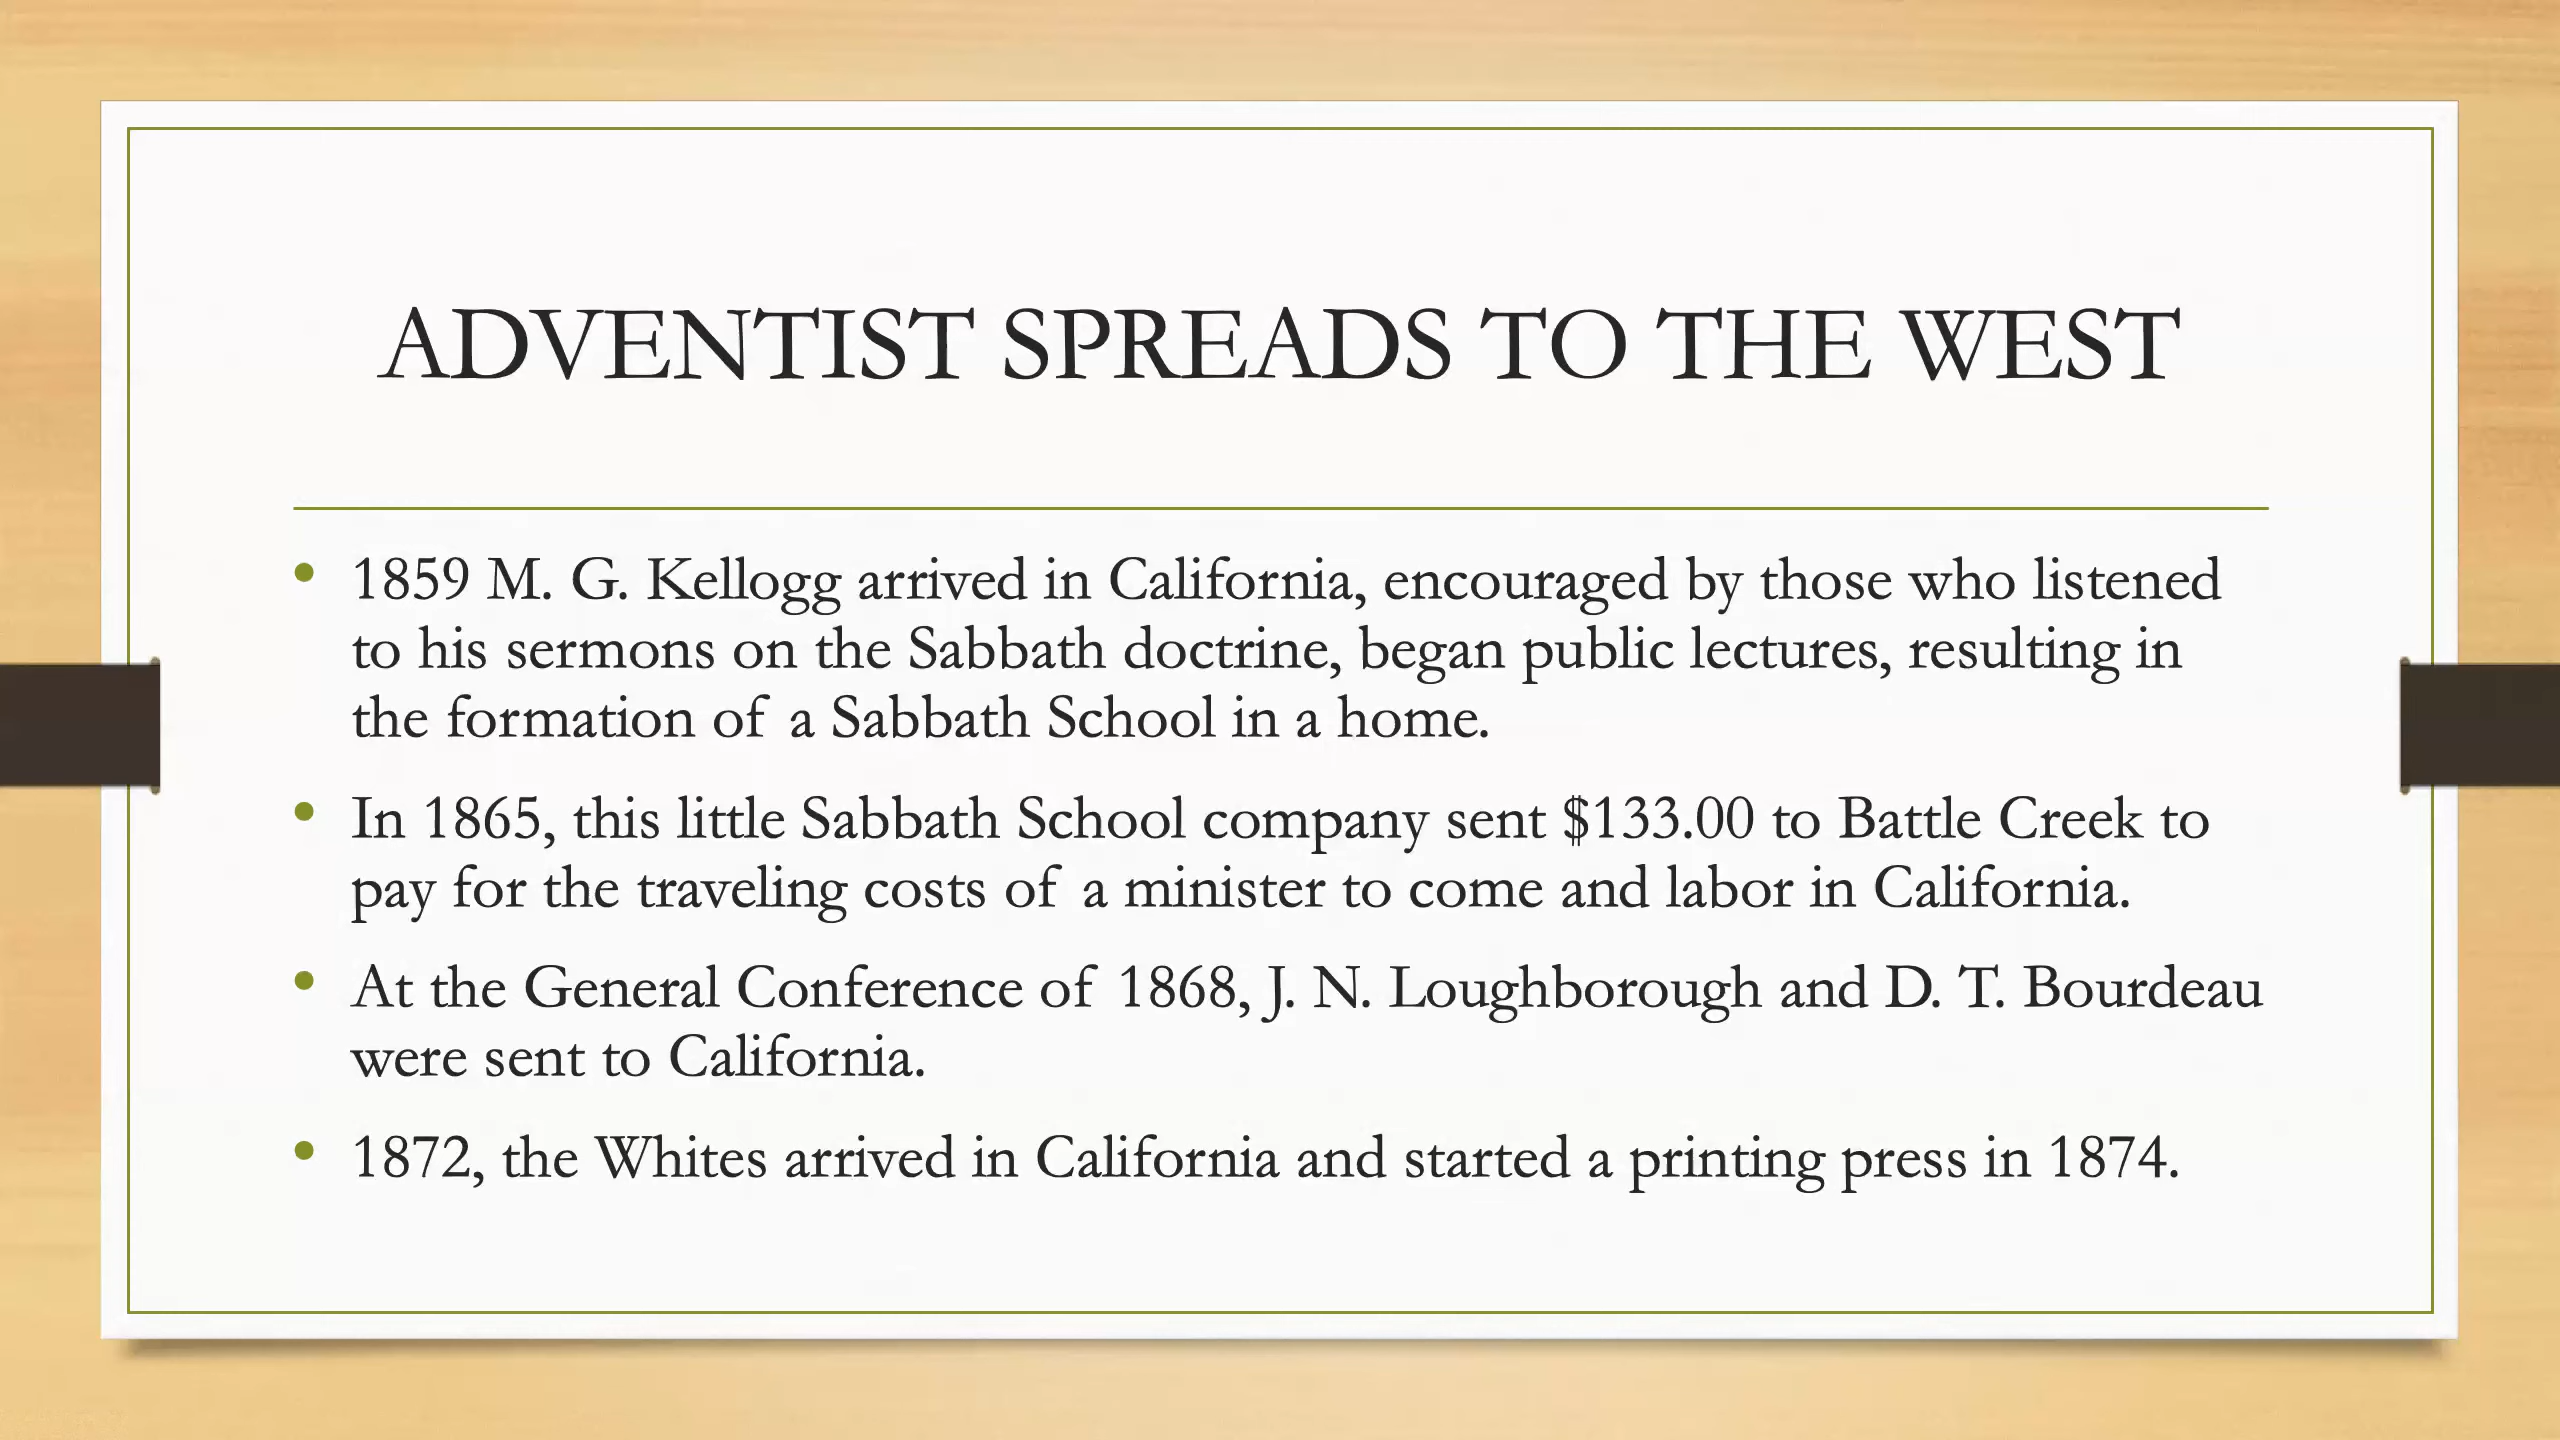 ADVENTIST SPREADS TO THE WEST
• 1859 M. G. Kellogg arrived in California, encouraged by those who listened
to his sermons on the Sabbath doctrine, began public lectures, resulting in
the formation of a Sabbath School in a home.
• In 1865, this little Sabbath School company sent $133.00 to Battle Creek to
pay for the traveling costs of a minister to come and labor in California.
• At the General Conference of 1868, J. N. Loughborough and D. T. Bourdeau
were sent to California.
• 1872, the Whites arrived in California and started a printing press in 1874.